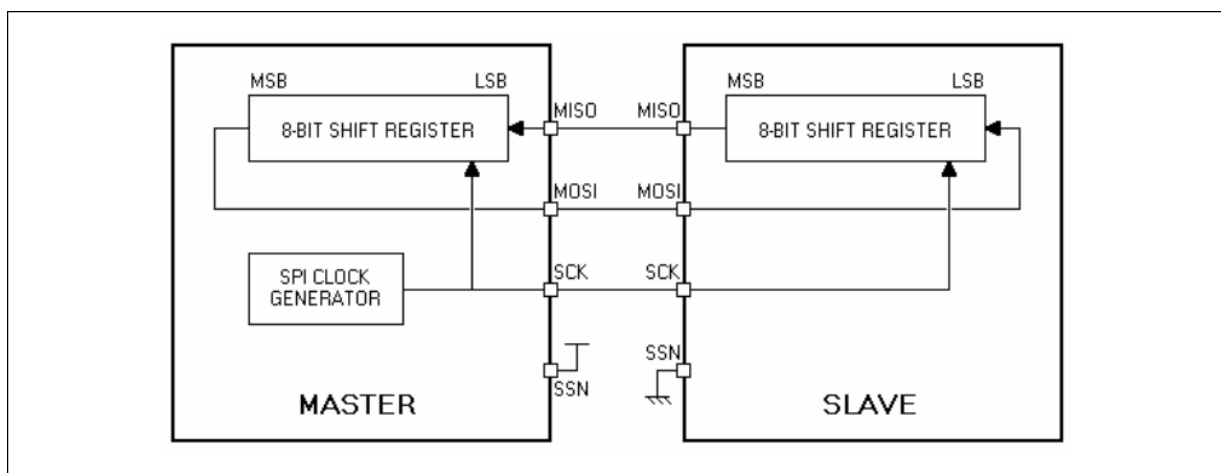 MSB LSB
8-BIT SHIFT REGISTER
MISO
MOSI
SPI CLOCK
GENERATOR
SCK
SSN
MASTER
MSB LSB
MISO
8-BIT SHIFT REGISTER
MOSI
SCK
SSN
SLAVE